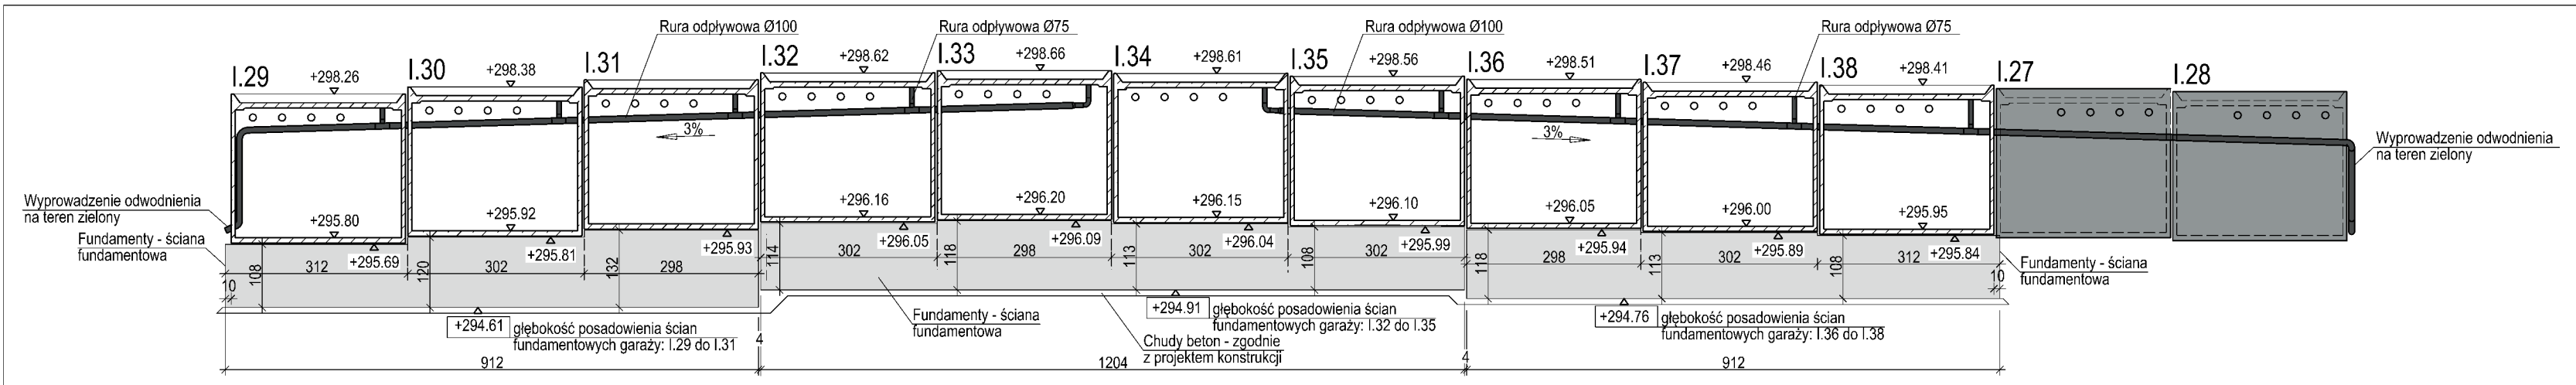 Rura odpływowa Ø100
Rura odpływowa Ø75
Rura odpływowa Ø100
Rura odpływowa Ø75
I.29
+298.26
I.30
+298.38
I.31
I.32
+298.62
I.33
+298.66
I.34
+298.61
I.35
+298.56
I.36
+298.51
I.37
+298.46
I.38
+298.41
I.27
I.28
3%
3%
Wyprowadzenie odwodnienia
na teren zielony
Wyprowadzenie odwodnienia
na teren zielony
+295.80
+295.92
+296.16
+296.20
+296.15
+296.10
+296.05
+296.00
+295.95
Fundamenty - ściana
fundamentowa
+295.69
+295.81
+295.93
+296.05
+296.09
+296.04
+295.99
+295.94
+295.89
+295.84
Fundamenty - ściana
fundamentowa
108
312
120
302
132
298
114
302
118
298
113
302
108
302
118
298
113
302
108
312
10
10
+294.61
głębokość posadowienia ścian
fundamentowych garaży: I.29 do I.31
Fundamenty - ściana
fundamentowa
+294.91
głębokość posadowienia ścian
fundamentowych garaży: I.32 do I.35
Chudy beton - zgodnie
z projektem konstrukcji
+294.76
głębokość posadowienia ścian
fundamentowych garaży: I.36 do I.38
912
4
1204
4
912